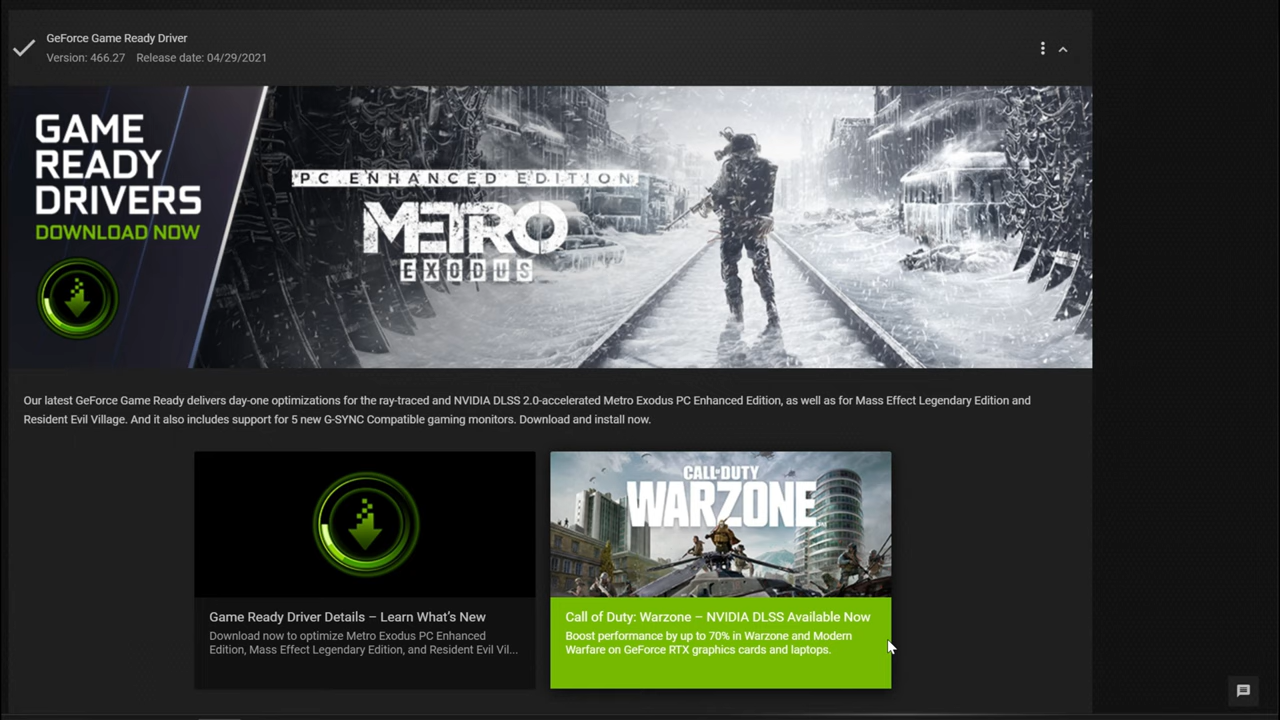 GeForce Game Ready Driver
Version: 466.27 Release date: 04/29/2021
GAME
READY
DRIVERS
DOWNLOAD NOW
PC ENHANCED EDITION
METRO
EXODUS
Our latest GeForce Game Ready delivers day-one optimizations for the ray-traced and NVIDIA DLSS 2.0-accelerated Metro Exodus PC Enhanced Edition, as well as for Mass Effect Legendary Edition and
Resident Evil Village. And it also includes support for 5 new G-SYNC Compatible gaming monitors. Download and install now.
CALL OF DUTY
WARZONE
Game Ready Driver Details – Learn What's New
Download now to optimize Metro Exodus PC Enhanced
Edition, Mass Effect Legendary Edition, and Resident Evil Vil...
Call of Duty: Warzone – NVIDIA DLSS Available Now
Boost performance by up to 70% in Warzone and Modern
Warfare on GeForce RTX graphics cards and laptops.